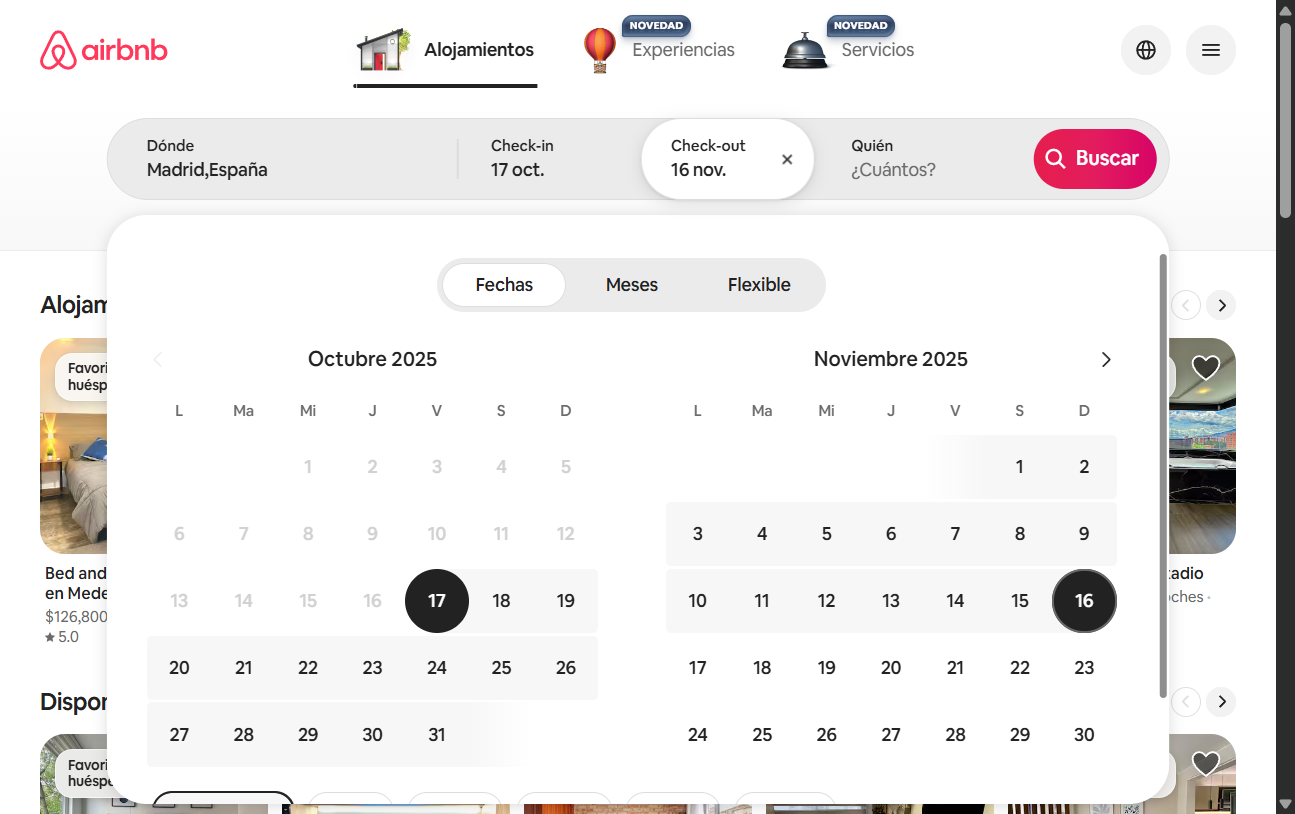 airbnb
Alojamientos
NOVEDAD
Experiencias
NOVEDAD
Servicios
Dónde
Madrid,España
Check-in
17 oct.
Check-out
16 nov.
Quién
¿Cuántos?
Buscar
Fechas
Meses
Flexible
Octubre 2025
L Ma Mi J V S D
1 2 3 4 5
6 7 8 9 10 11 12
13 14 15 16 17 18 19
20 21 22 23 24 25 26
27 28 29 30 31
Noviembre 2025
L Ma Mi J V S D
1 2
3 4 5 6 7 8 9
10 11 12 13 14 15 16
17 18 19 20 21 22 23
24 25 26 27 28 29 30
Alojam
Favori
huésp
Bed and
en Mede
$126,800
5.0
tadio
oches ·
Dispor
Favori
huéspe